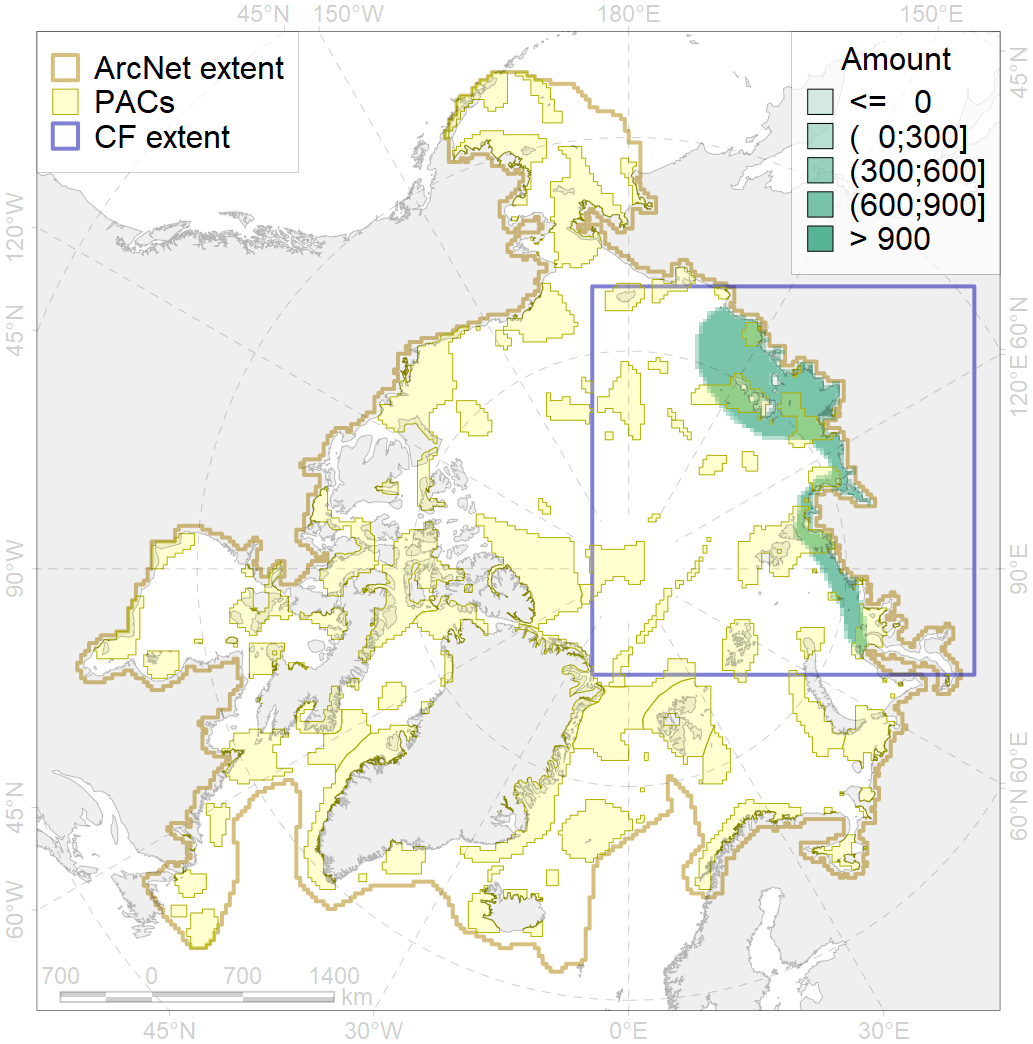 45°N 150°W 180°E 150°E
ArcNet extent
PACs
CF extent
Amount
<= 0
( 0;300]
(300;600]
(600;900]
> 900
45°N
120°W
45°N
90°W
45°N
60°W
60°N
120°E
90°E
60°E
60°N
700 0 700 1400
km
45°N 30°W 0°E 30°E